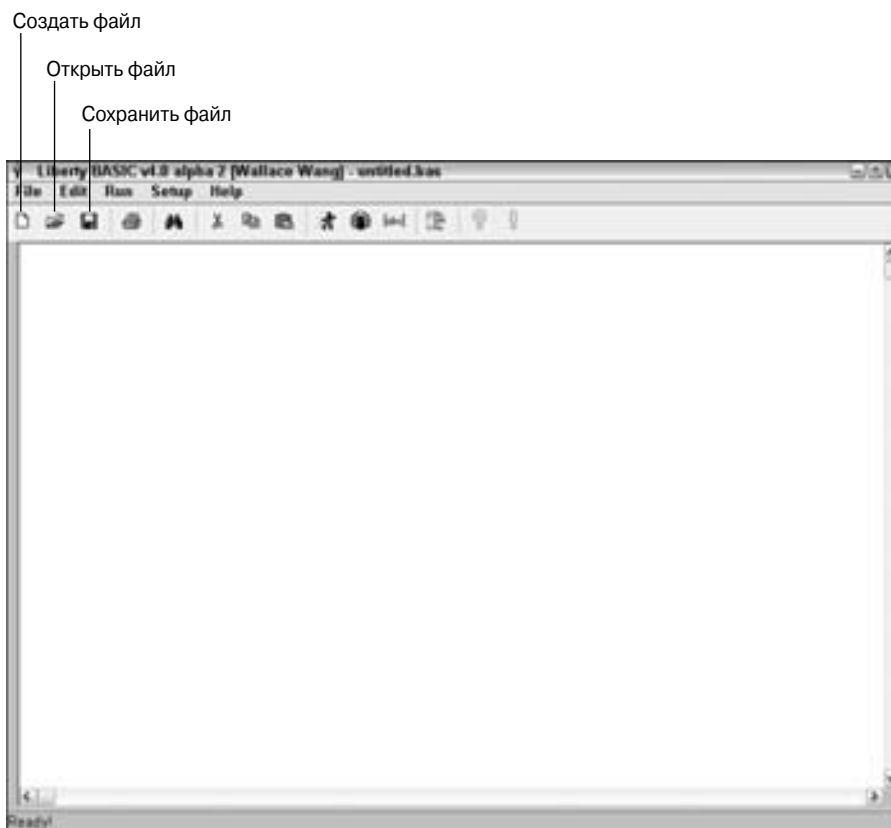 Создать файл
Открыть файл
Сохранить файл
Liberty BASIC v4.0 alpha 2 [Wallace Wang] - untitled.bas
File Edit Run Setup Help
Ready!